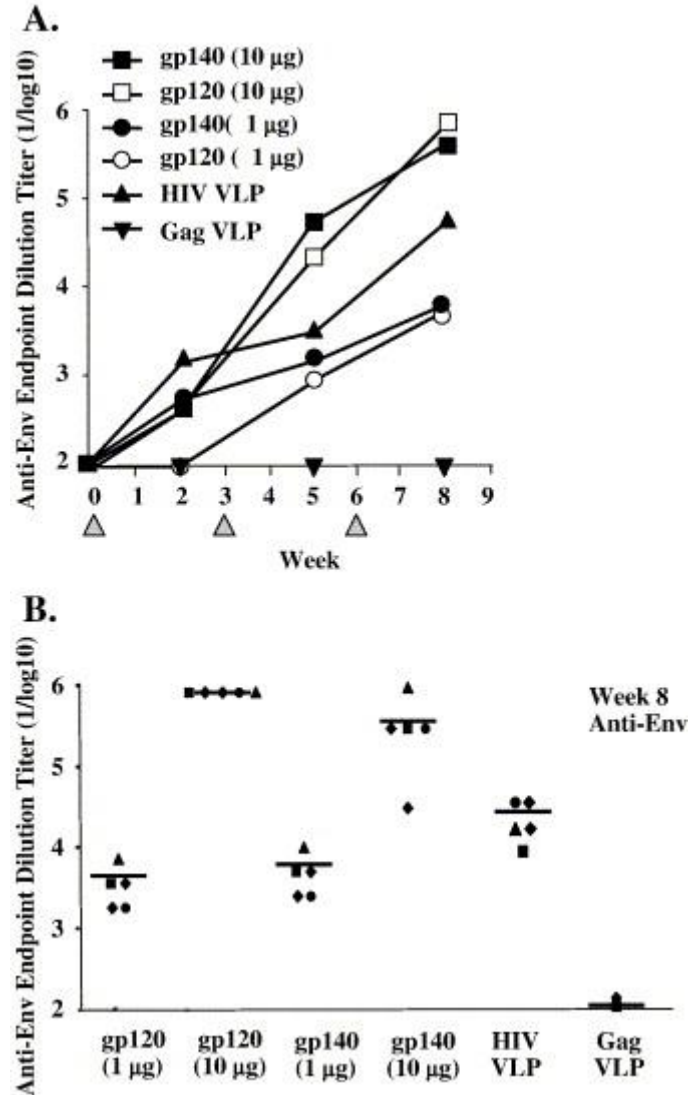 A.
gp140 (10 µg)
gp120 (10 µg)
gp140( 1 µg)
gp120 ( 1 µg)
HIV VLP
Gag VLP
Anti-Env Endpoint Dilution Titer (1/log10)
6
5
4
3
2
0 1 2 3 4 5 6 7 8 9
Week
B.
Anti-Env Endpoint Dilution Titer (1/log10)
6
5
4
3
2
Week 8
Anti-Env
gp120 gp120 gp140 gp140 HIV Gag
(1 µg) (10 µg) (1 µg) (10 µg) VLP VLP